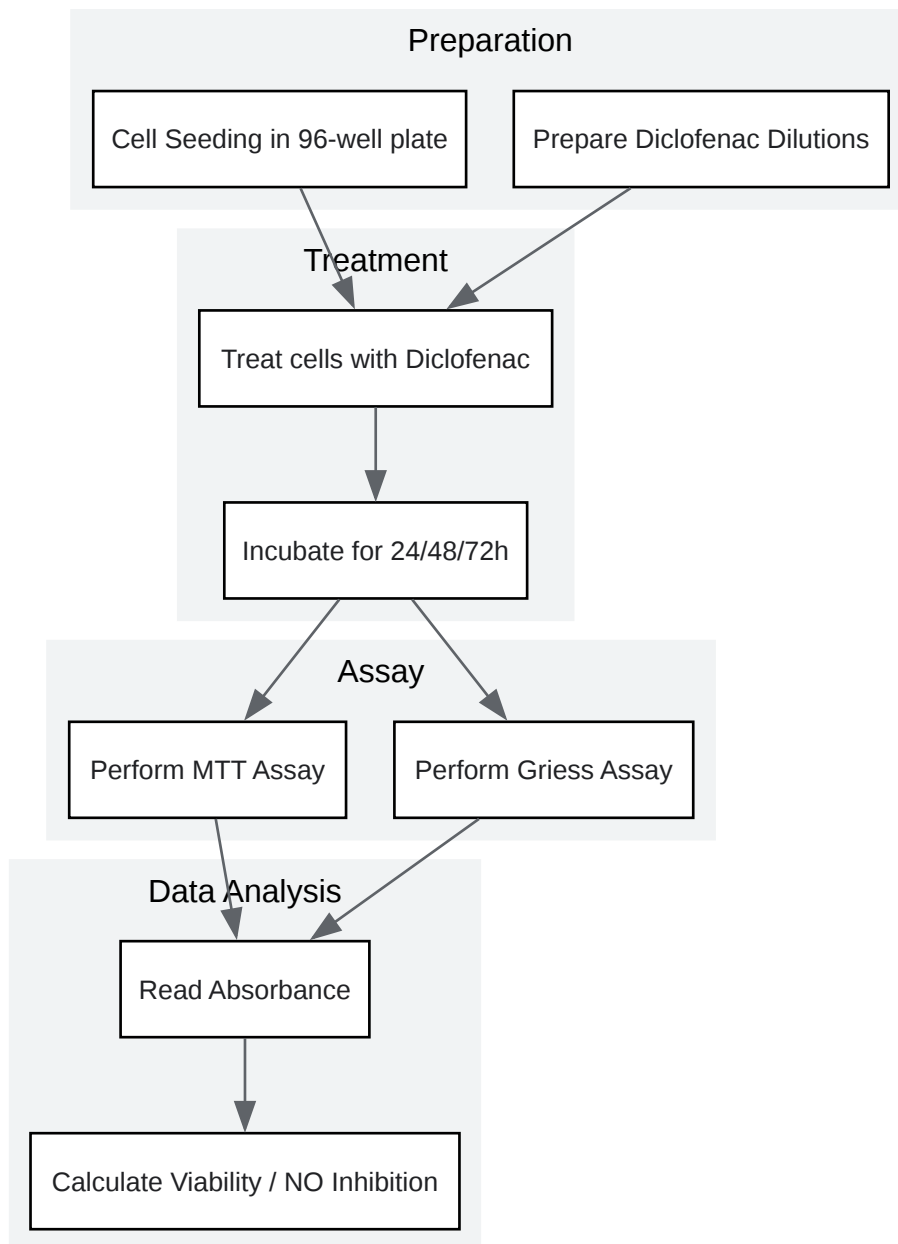 Preparation
Cell Seeding in 96-well plate
Prepare Diclofenac Dilutions
Treatment
Treat cells with Diclofenac
Incubate for 24/48/72h
Assay
Perform MTT Assay
Perform Griess Assay
Data Analysis
Read Absorbance
Calculate Viability / NO Inhibition